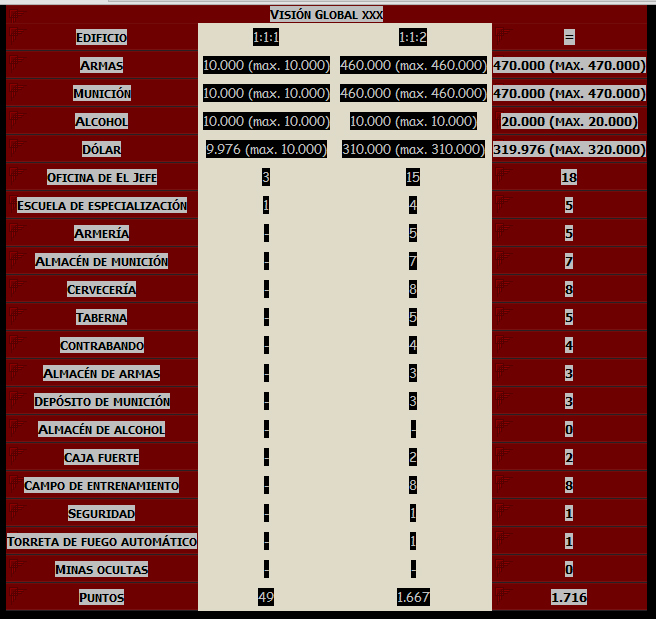 Visión Global xxx
Edificio 1:1:1 1:1:2 =
Armas 10.000 (max. 10.000) 460.000 (max. 460.000) 470.000 (max. 470.000)
Munición 10.000 (max. 10.000) 460.000 (max. 460.000) 470.000 (max. 470.000)
Alcohol 10.000 (max. 10.000) 10.000 (max. 10.000) 20.000 (max. 20.000)
Dólar 9.976 (max. 10.000) 310.000 (max. 310.000) 319.976 (max. 320.000)
Oficina de El Jefe 3 15 18
Escuela de especialización 1 4 5
Armería - 5 5
Almacén de munición - 7 7
Cervecería - 8 8
Taberna - 5 5
Contrabando - 4 4
Almacén de armas - 3 3
Depósito de munición - 3 3
Almacén de alcohol - - 0
Caja fuerte - 2 2
Campo de entrenamiento - 8 8
Seguridad - 1 1
Torreta de fuego automático - 1 1
Minas ocultas - - 0
Puntos 49 1.667 1.716